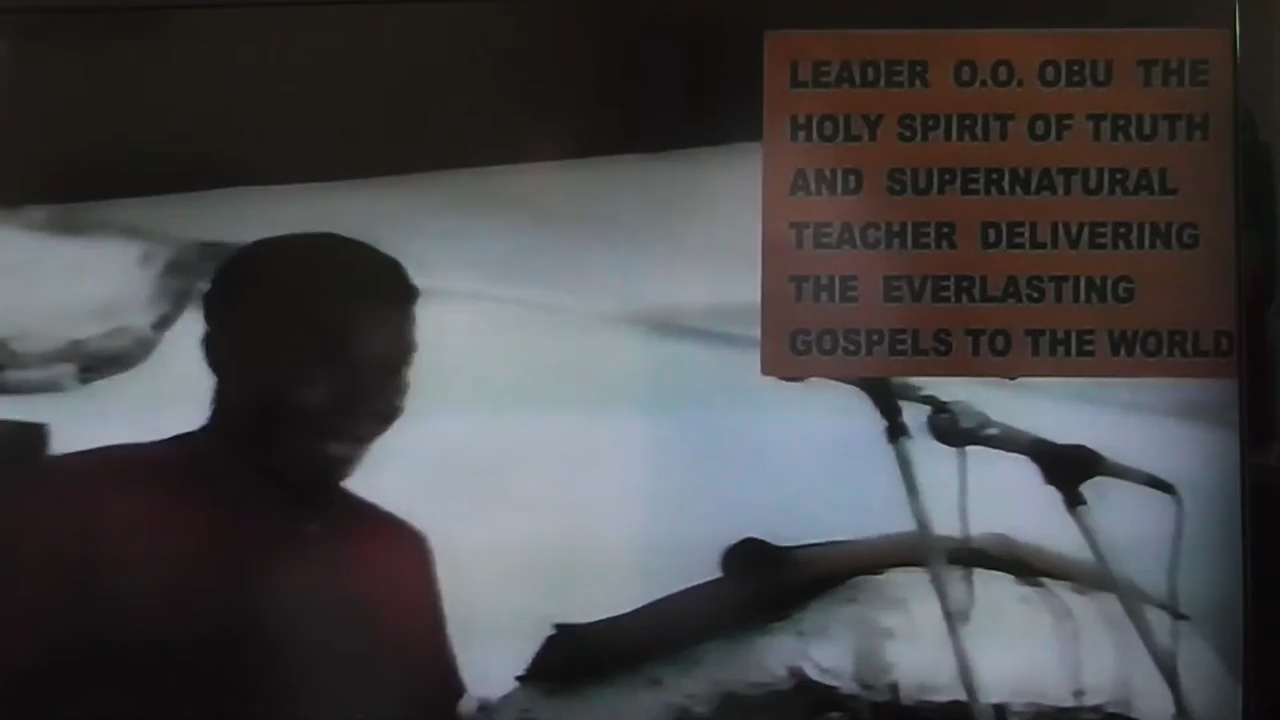 LEADER O.O. OBU THE
HOLY SPIRIT OF TRUTH
AND SUPERNATURAL
TEACHER DELIVERING
THE EVERLASTING
GOSPELS TO THE WORLD